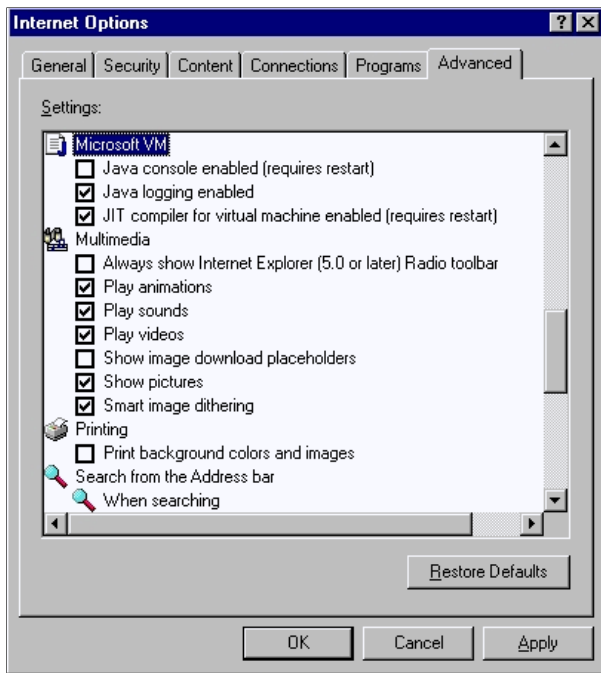 Internet Options
General Security Content Connections Programs Advanced
Settings:
Microsoft VM
Java console enabled (requires restart)
Java logging enabled
JIT compiler for virtual machine enabled (requires restart)
Multimedia
Always show Internet Explorer (5.0 or later) Radio toolbar
Play animations
Play sounds
Play videos
Show image download placeholders
Show pictures
Smart image dithering
Printing
Print background colors and images
Search from the Address bar
When searching
Restore Defaults
OK Cancel Apply